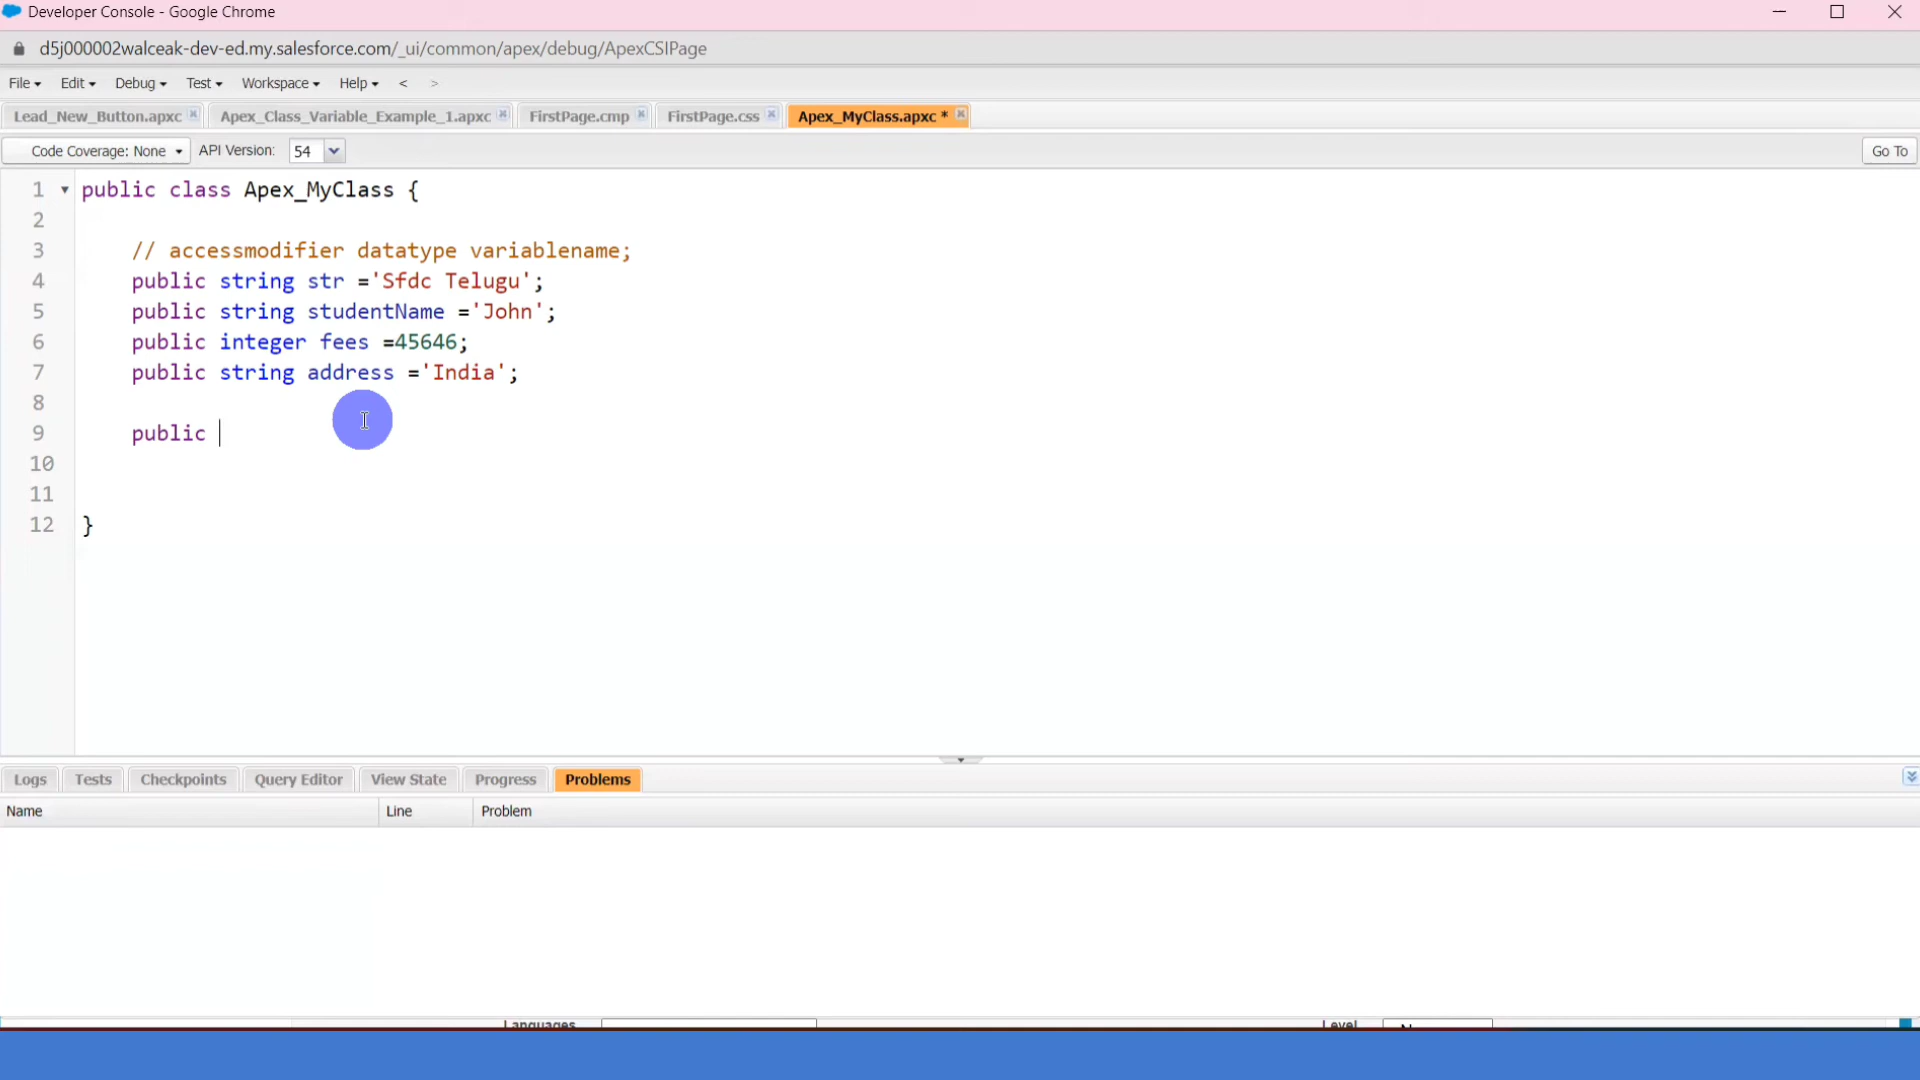 Developer Console - Google Chrome
d5j000002walceak-dev-ed.my.salesforce.com/_ui/common/apex/debug/ApexCSIPage
File Edit Debug Test Workspace Help < >
Lead_New_Button.apxc Apex_Class_Variable_Example_1.apxc FirstPage.cmp FirstPage.css Apex_MyClass.apxc *
Code Coverage: None API Version: 54 Go To
1 public class Apex_MyClass {
2
3 // accessmodifier datatype variablename;
4 public string str ='Sfdc Telugu';
5 public string studentName ='John';
6 public integer fees =45646;
7 public string address ='India';
8
9 public
10
11
12 }
Logs Tests Checkpoints Query Editor View State Progress Problems
Name Line Problem
Languages Level